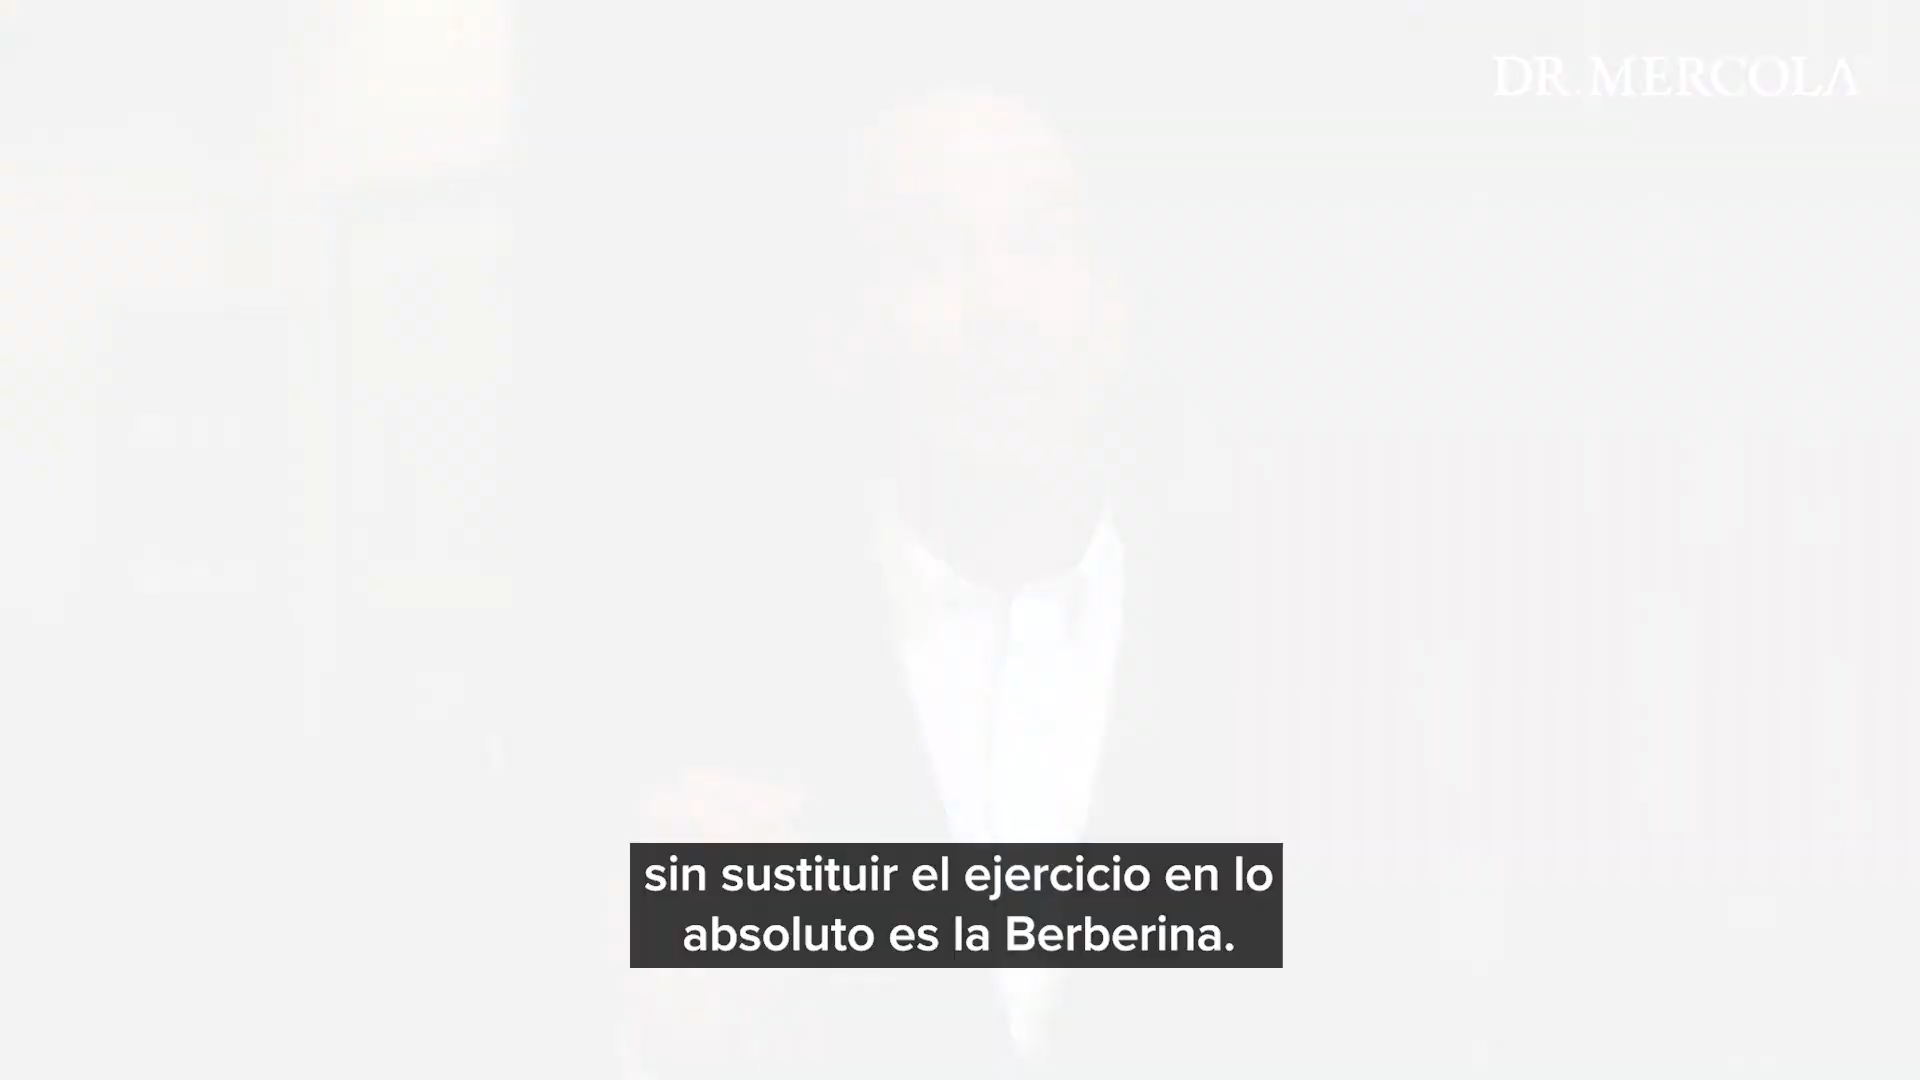 DR. MERCOLA
sin sustituir el ejercicio en lo
absoluto es la Berberina.